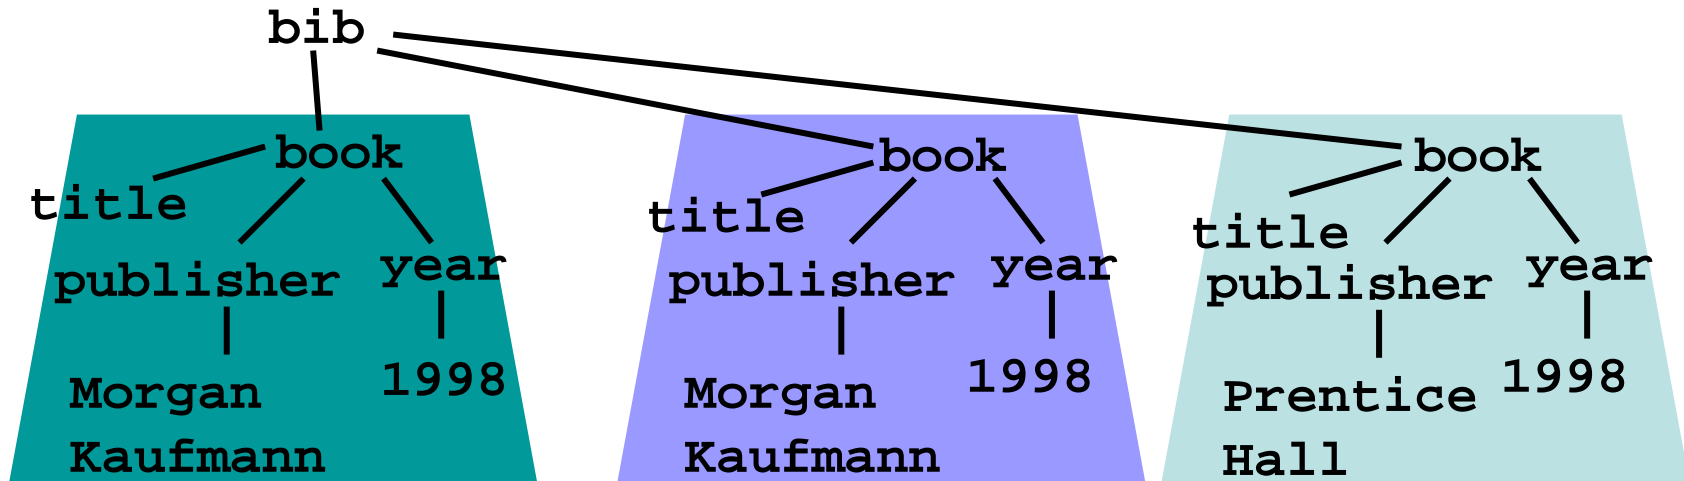 bib
book
title
publisher
year
Morgan
Kaufmann
1998
book
title
publisher
year
Morgan
Kaufmann
1998
book
title
publisher
year
Prentice
Hall
1998